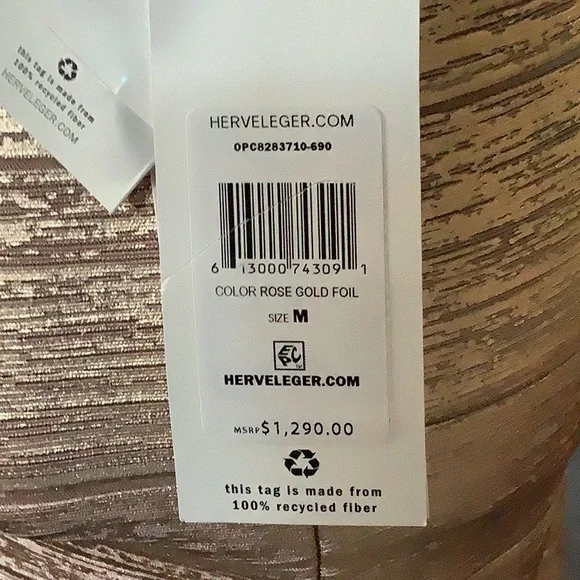 this tag is made from
100% recycled fiber
HERVELEGER.COM
HERVELEGER.COM
0PC8283710-690
6 13000 74309 1
COLOR ROSE GOLD FOIL
SIZE M
EPC
HERVELEGER.COM
MSRP $1,290.00
this tag is made from
100% recycled fiber